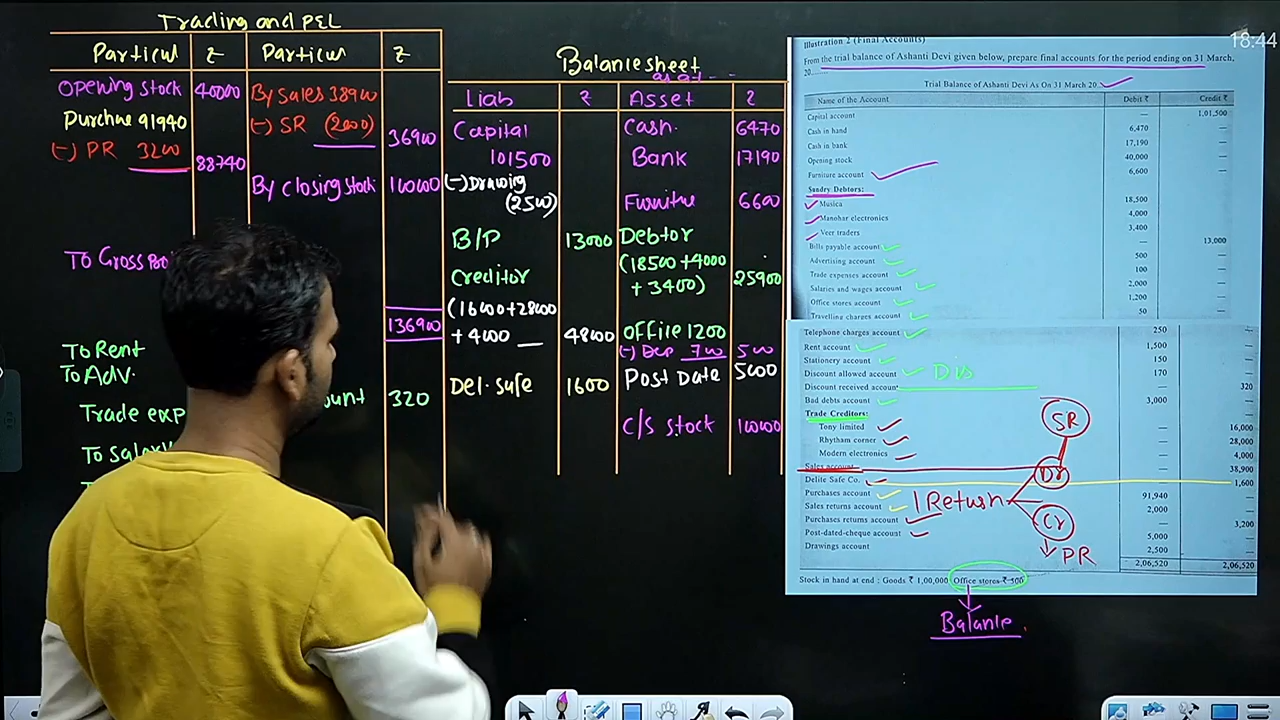 Trading and P&L
Particul ₹ Particul ₹
Opening stock 40000 By Sales 38900
Purchase 91940 (-) SR (2000) 36900
(-) PR 3200 88740
By closing stock 100000
To Gross
136900
To Rent
To Adv.
Trade exp
320
Balance sheet
as at - - -
Liab ₹ Asset ₹
Capital Cash. 6470
101500 Bank 17190
(-) Drawing
(2500) Furnitue 6600
B/P 13000 Debtor
Creditor (18500+4000
+ 3400) 25900
(16000+28000
+ 4000 48000 office 1200
(-) Dep 700 500
Del. safe 1600 Post Date 5000
C/s stock 100000
Illustration 2 (Final Accounts)
18:44
From the trial balance of Ashanti Devi given below, prepare final accounts for the period ending on 31 March,
20.......
Trial Balance of Ashanti Devi As On 31 March 20
Name of the Account Debit ₹ Credit ₹
Capital account — 1,01,500
Cash in hand 6,470 —
Cash in bank 17,190 —
Opening stock 40,000 —
Furniture account 6,600 —
Sundry Debtors:
Musica 18,500 —
Manohar electronics 4,000 —
Veer traders 3,400 —
Bills payable account — 13,000
Advertising account 500 —
Trade expenses account 100 —
Salaries and wages account 2,000 —
Office stores account 1,200 —
Travelling charges account 50 —
Telephone charges account 250 —
Rent account 1,500 —
Stationery account 150 —
Discount allowed account 170 —
Dis
Discount received account — 320
Bad debts account 3,000 —
Trade Creditors:
Tony limited — 16,000
Rhytham corner — 28,000
Modern electronics — 4,000
Sales account — 38,900
Delite Safe Co. — 1,600
Purchases account 91,940 —
Sales returns account 2,000 —
Purchases returns account — 3,200
Post-dated-cheque account 5,000 —
Drawings account 2,500 —
2,06,520 2,06,520
SR
Dr
Return
Cr
PR
Stock in hand at end : Goods ₹ 1,00,000 Office stores ₹ 500
Balanie